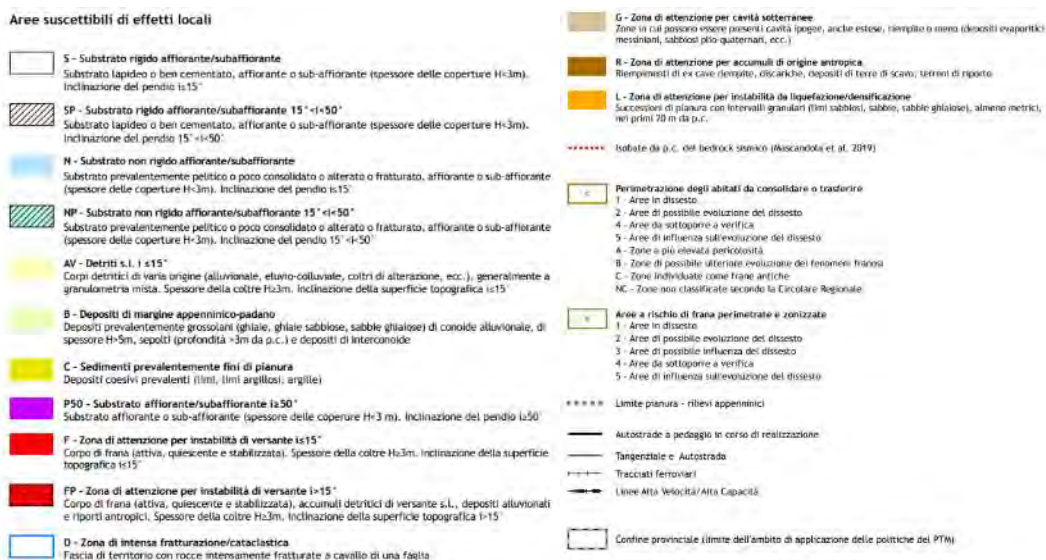 Aree suscettibili di effetti locali
S - Substrato rigido affiorante/subaffiorante
Substrato lapideo o ben cementato, affiorante o sub-affiorante (spessore delle coperture H<3m).
Inclinazione del pendio i≤15°
SP - Substrato rigido affiorante/subaffiorante 15°<i<50°
Substrato lapideo o ben cementato, affiorante o sub-affiorante (spessore delle coperture H<3m).
Inclinazione del pendio 15°<i<50°
N - Substrato non rigido affiorante/subaffiorante
Substrato prevalentemente pelitico o poco consolidato o alterato o fratturato, affiorante o sub-affiorante
(spessore delle coperture H<3m). Inclinazione del pendio i≤15°
NP - Substrato non rigido affiorante/subaffiorante 15°<i<50°
Substrato prevalentemente pelitico o poco consolidato o alterato o fratturato, affiorante o sub-affiorante
(spessore delle coperture H<3m). Inclinazione del pendio 15°<i<50°
AV - Detriti s.l. i ≤15°
Corpi detritici di varia origine (alluvionale, eluvio-colluviale, coltri di alterazione, ecc.), generalmente a
granulometria mista. Spessore della coltre H≥3m. Inclinazione della superficie topografica i≤15°
B - Depositi di margine appenninico-padano
Depositi prevalentemente grossolani (ghiaie, ghiaie sabbiose, sabbie ghiaiose) di conoide alluvionale, di
spessore H>5m, sepolti (profondità >3m da p.c.) e depositi di interconoide
C - Sedimenti prevalentemente fini di pianura
Depositi coesivi prevalenti (limi, limi argillosi, argille)
P50 - Substrato affiorante/subaffiorante i≥50°
Substrato affiorante o sub-affiorante (spessore delle coperure H<3 m). Inclinazione del pendio i≥50°
F - Zona di attenzione per instabilità di versante i≤15°
Corpo di frana (attiva, quiescente e stabilizzata). Spessore della coltre H≥3m. Inclinazione della superficie
topografica i≤15°
FP - Zona di attenzione per instabilità di versante i>15°
Corpo di frana (attiva, quiescente e stabilizzata), accumuli detritici di versante s.l., depositi alluvionali
e riporti antropici. Spessore della coltre H≥3m. Inclinazione della superficie topografica i>15°
D - Zona di intensa fratturazione/cataclastica
Fascia di territorio con rocce intensamente fratturate a cavallo di una faglia
G - Zona di attenzione per cavità sotterranee
Zone in cui possono essere presenti cavità ipogee, anche estese, riempite o meno (depositi evaporitici
messiniani, sabbiosi plio-quaternari, ecc.)
R - Zona di attenzione per accumuli di origine antropica
Riempimenti di ex cave riempite, discariche, depositi di terre di scavo, terreni di riporto
L - Zona di attenzione per instabilità da liquefazione/densificazione
Successioni di pianura con intervalli granulari (limi sabbiosi, sabbie, sabbie ghiaiose), almeno metrici,
nei primi 20 m da p.c.
Isobate da p.c. del bedrock sismico (Mascandola et al. 2019)
c
Perimetrazione degli abitati da consolidare o trasferire
1 - Aree in dissesto
2 - Aree di possibile evoluzione del dissesto
4 - Aree da sottoporre a verifica
5 - Aree di influenza sull'evoluzione del dissesto
A - Zone a più elevata pericolosità
B - Zone di possibile ulteriore evoluzione dei fenomeni franosi
C - Zone individuate come frane antiche
NC - Zone non classificate secondo la Circolare Regionale
Aree a rischio di frana perimetrate e zonizzate
1 - Aree in dissesto
2 - Aree di possibile evoluzione del dissesto
3 - Aree di possibile influenza del dissesto
4 - Aree da sottoporre a verifica
5 - Aree di influenza sull'evoluzione del dissesto
Limite pianura - rilievi appenninici
Autostrade a pedaggio in corso di realizzazione
Tangenziale e Autostrada
Tracciati ferroviari
Linee Alta Velocità/Alta Capacità
Confine provinciale (limite dell'ambito di applicazione delle politiche del PTM)